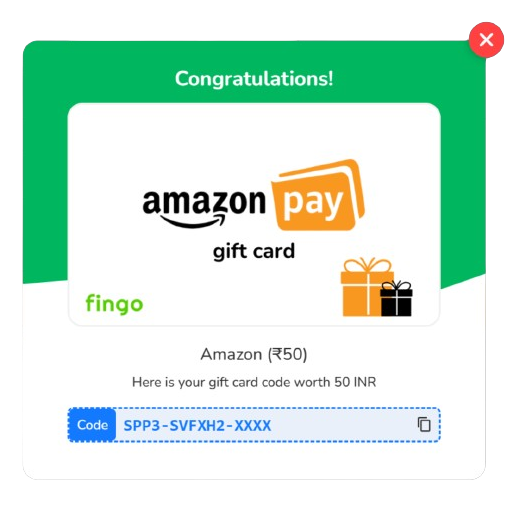 Congratulations!
amazon pay
gift card
fingo
Amazon (₹50)
Here is your gift card code worth 50 INR
Code SPP3-SVFXH2-XXXX